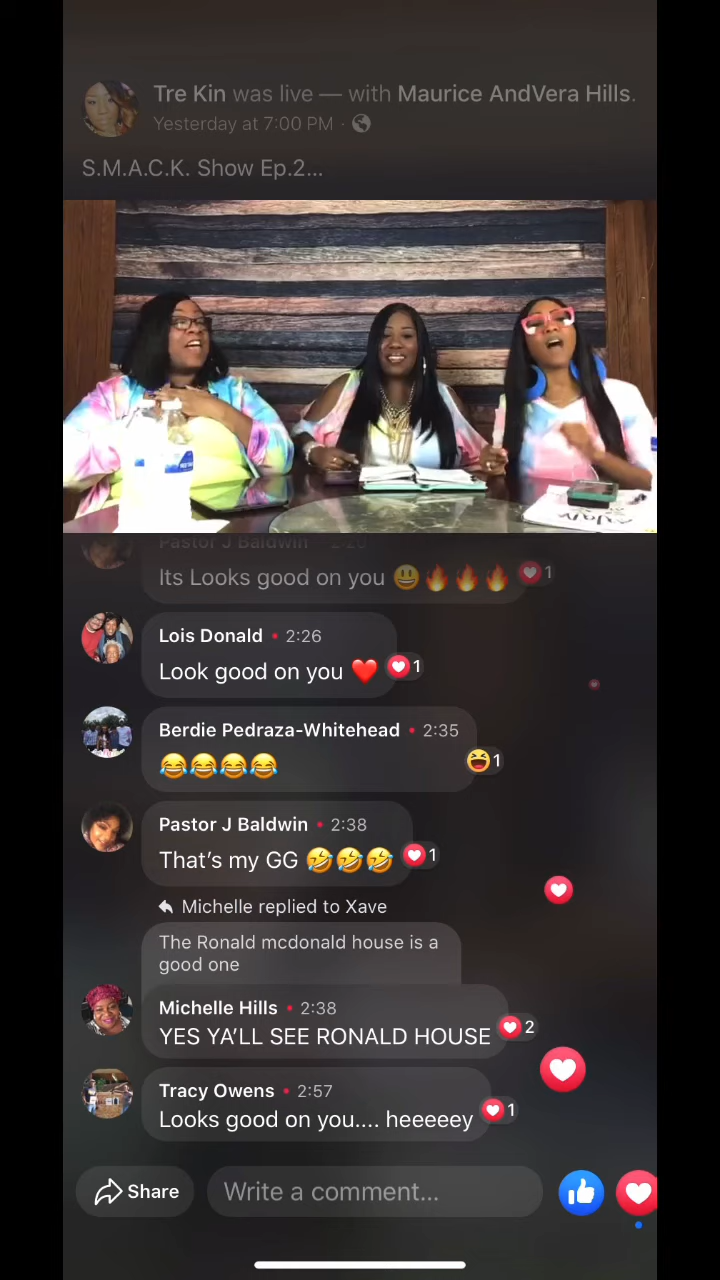 Tre Kin was live — with Maurice AndVera Hills.
Yesterday at 7:00 PM ·
S.M.A.C.K. Show Ep.2...
Pastor J Baldwin
Its Looks good on you 😃🔥🔥🔥 1
Lois Donald • 2:26
Look good on you ❤️ 1
Berdie Pedraza-Whitehead • 2:35
😂😂😂😂 1
Pastor J Baldwin • 2:38
That's my GG 🤣🤣🤣 1
Michelle replied to Xave
The Ronald mcdonald house is a
good one
Michelle Hills • 2:38
YES YA'LL SEE RONALD HOUSE 2
Tracy Owens • 2:57
Looks good on you.... heeeeey 1
Share
Write a comment...